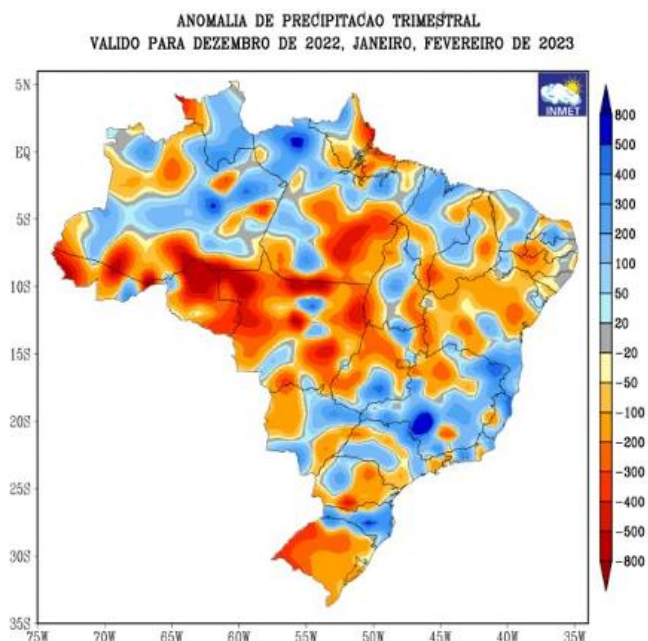 ANOMALIA DE PRECIPITACAO TRIMESTRAL
VALIDO PARA DEZEMBRO DE 2022, JANEIRO, FEVEREIRO DE 2023
INMET
5N
EQ
5S
10S
15S
20S
25S
30S
35S
75W
70W
65W
60W
55W
50W
45W
40W
35W
800
500
400
300
200
100
50
20
-20
-50
-100
-200
-300
-400
-500
-800